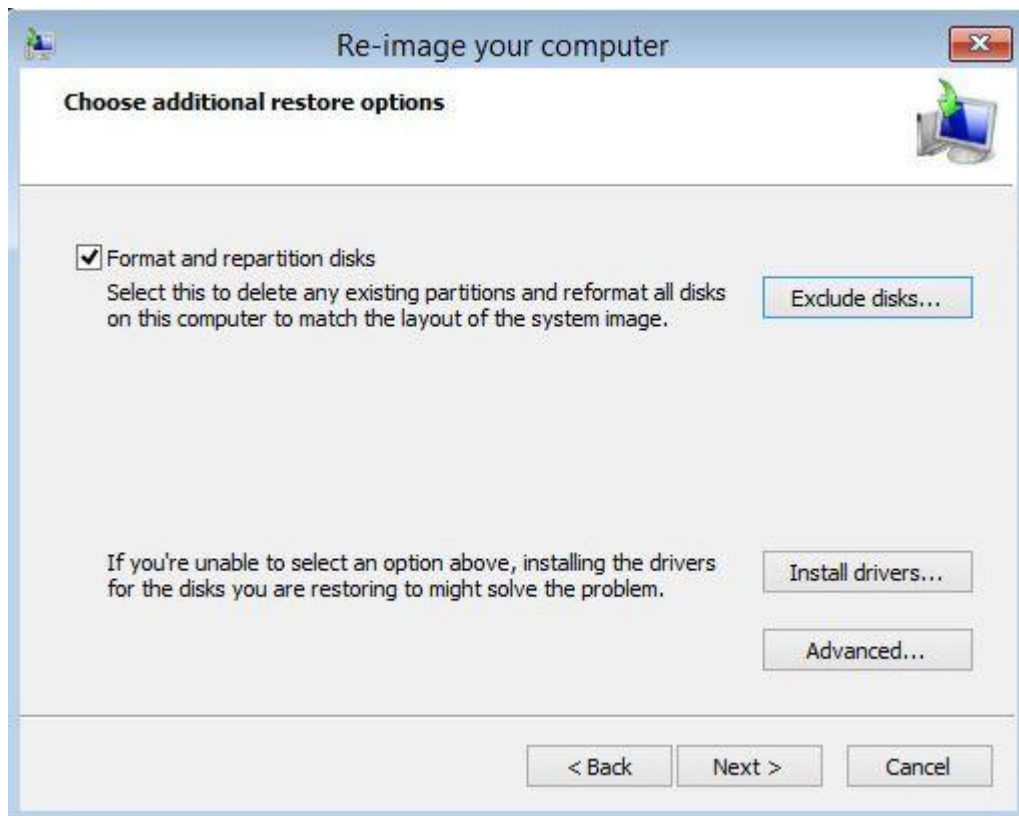 Re-image your computer
Choose additional restore options
Format and repartition disks
Select this to delete any existing partitions and reformat all disks
on this computer to match the layout of the system image.
Exclude disks...
If you're unable to select an option above, installing the drivers
for the disks you are restoring to might solve the problem.
Install drivers...
Advanced...
< Back
Next >
Cancel